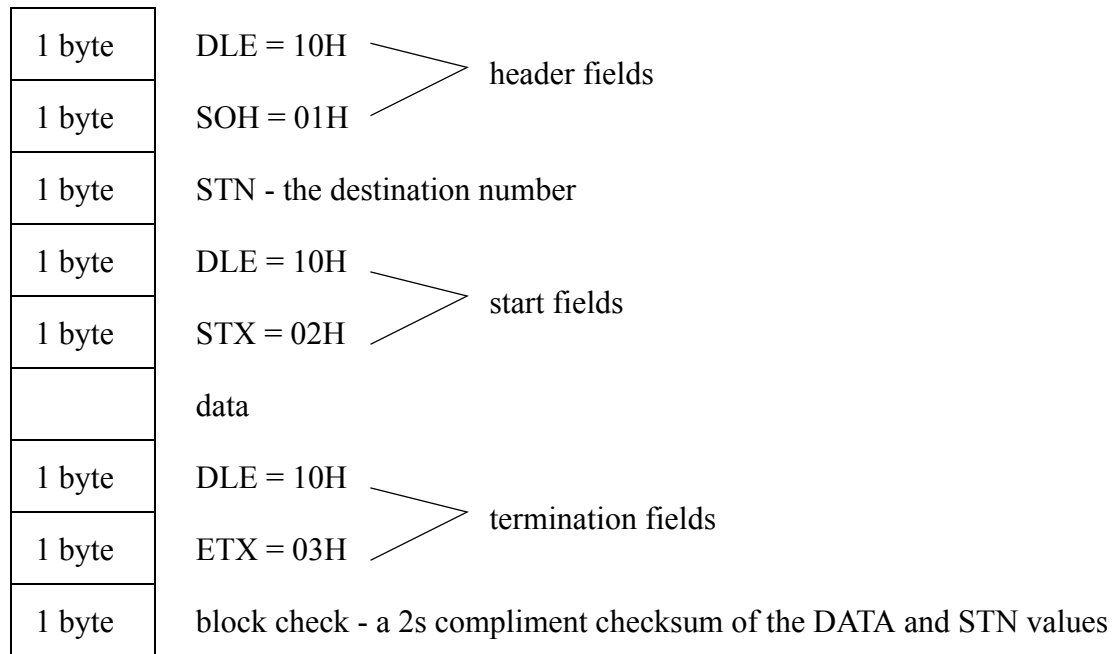 1 byte DLE = 10H
header fields
1 byte SOH = 01H
1 byte STN - the destination number
1 byte DLE = 10H
start fields
1 byte STX = 02H
data
1 byte DLE = 10H
termination fields
1 byte ETX = 03H
1 byte block check - a 2s compliment checksum of the DATA and STN values